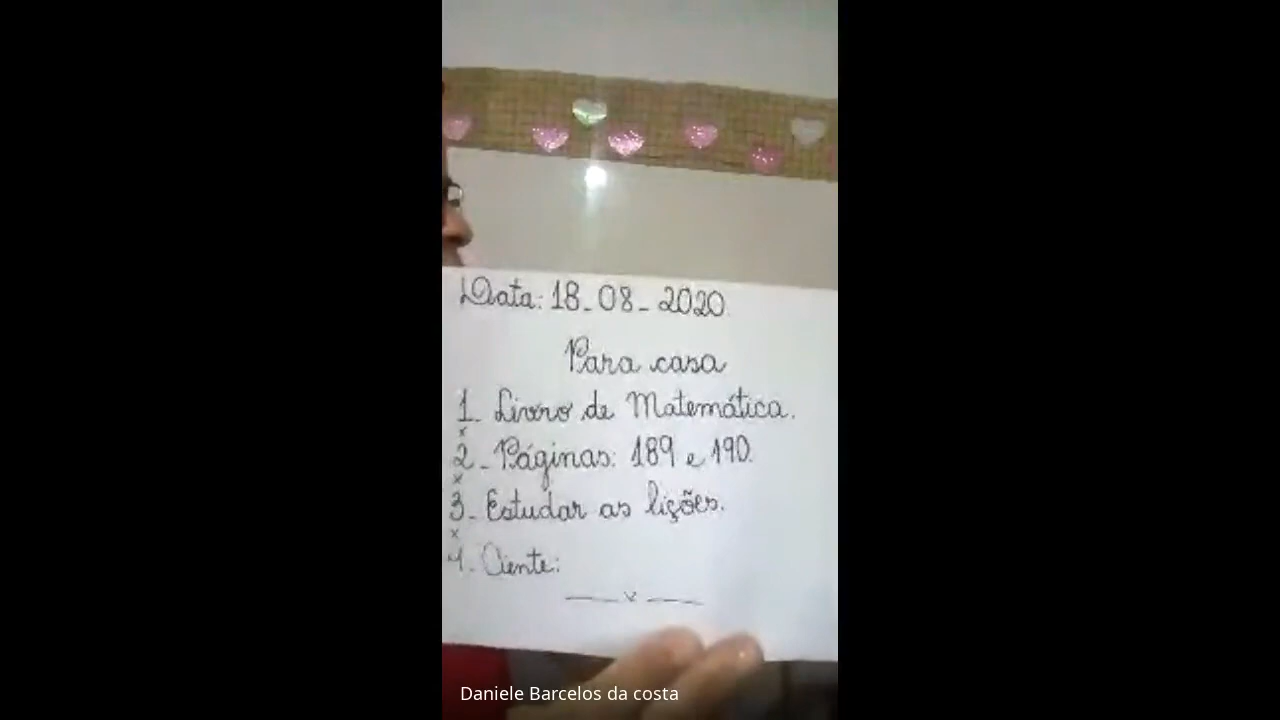 Data: 18-08-2020.
Para casa
1- Livro de Matemática.
x
2- Páginas: 189 e 190.
x
3- Estudar as lições.
x
4- Ciente:
x
Daniele Barcelos da costa